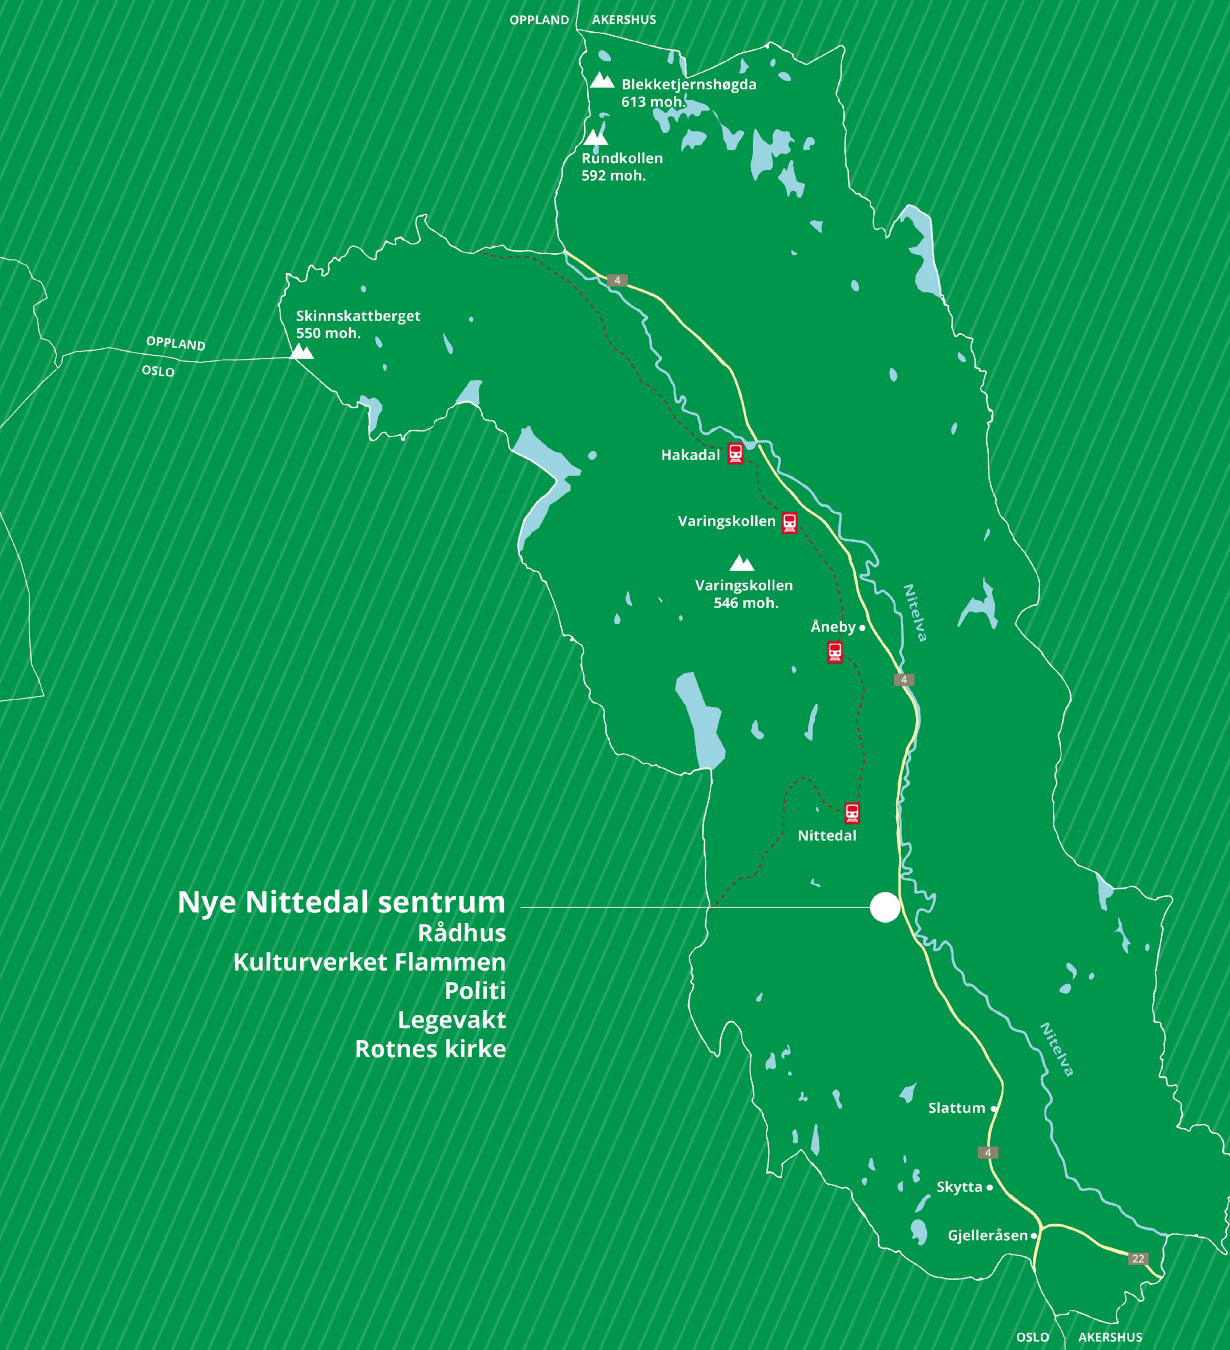 OPPLAND
AKERSHUS
Blekketjernshøgda
613 moh.
Rundkollen
592 moh.
4
Skinnskattberget
550 moh.
OPPLAND
OSLO
Hakadal
Varingskollen
Varingskollen
546 moh.
Nitelva
Åneby
4
Nittedal
Nye Nittedal sentrum
Rådhus
Kulturverket Flammen
Politi
Legevakt
Rotnes kirke
Nitelva
Slattum
4
Skytta
Gjelleråsen
22
OSLO
AKERSHUS